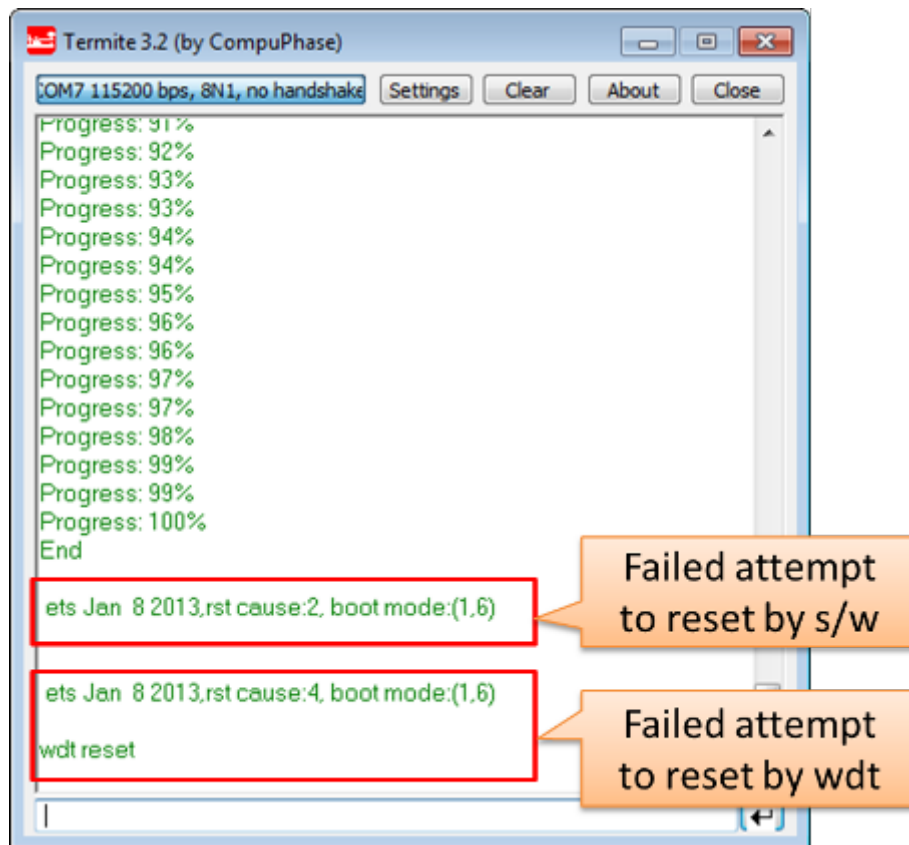 Termite 3.2 (by CompuPhase)
COM7 115200 bps, 8N1, no handshake Settings Clear About Close
Progress: 91%
Progress: 92%
Progress: 93%
Progress: 93%
Progress: 94%
Progress: 94%
Progress: 95%
Progress: 96%
Progress: 96%
Progress: 97%
Progress: 97%
Progress: 98%
Progress: 99%
Progress: 99%
Progress: 100%
End
ets Jan 8 2013,rst cause:2, boot mode:(1,6)
Failed attempt
to reset by s/w
ets Jan 8 2013,rst cause:4, boot mode:(1,6)
wdt reset
Failed attempt
to reset by wdt